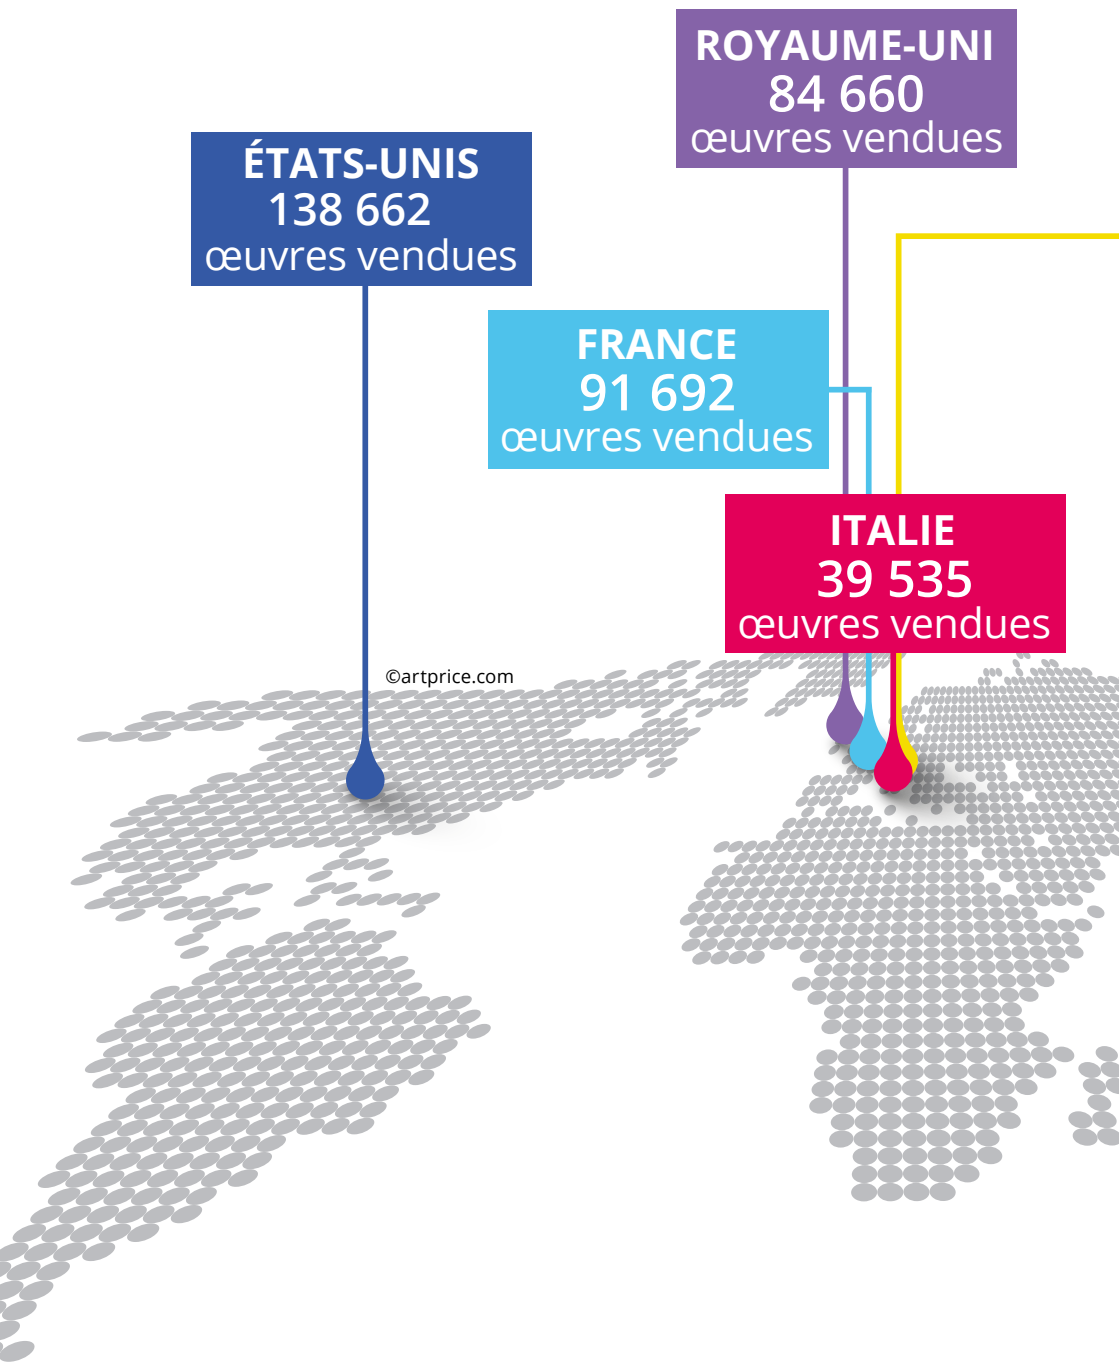 ROYAUME-UNI
84 660
œuvres vendues
ÉTATS-UNIS
138 662
œuvres vendues
FRANCE
91 692
œuvres vendues
ITALIE
39 535
œuvres vendues
©artprice.com